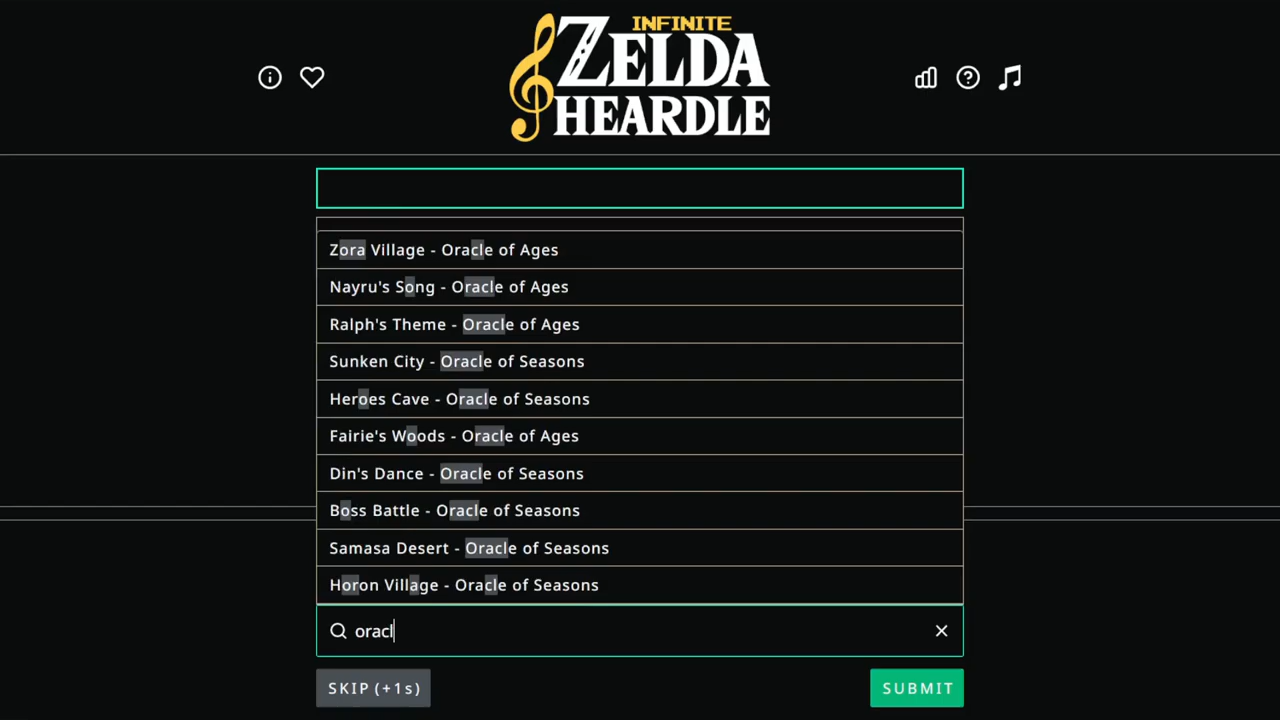 INFINITE
ZELDA
HEARDLE
Zora Village - Oracle of Ages
Nayru's Song - Oracle of Ages
Ralph's Theme - Oracle of Ages
Sunken City - Oracle of Seasons
Heroes Cave - Oracle of Seasons
Fairie's Woods - Oracle of Ages
Din's Dance - Oracle of Seasons
Boss Battle - Oracle of Seasons
Samasa Desert - Oracle of Seasons
Horon Village - Oracle of Seasons
oracl
SKIP (+1s)
SUBMIT